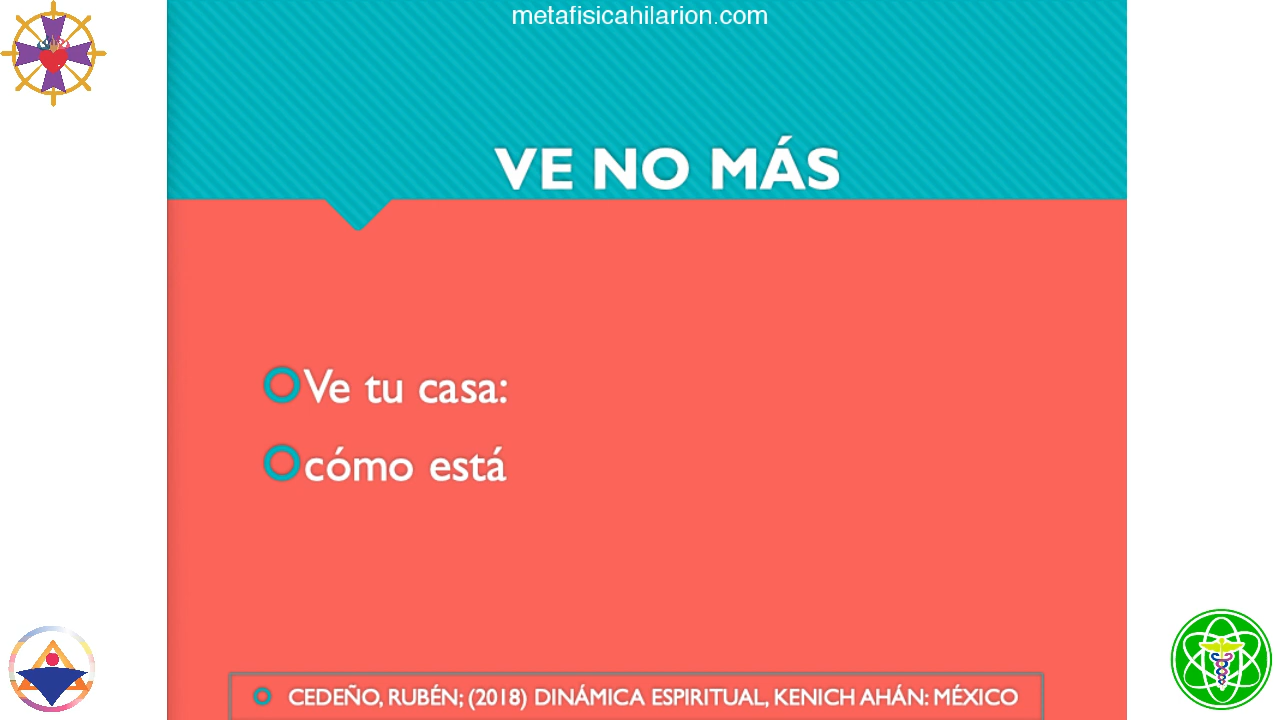 metafisicahilarion.com
VE NO MÁS
Ve tu casa:
cómo está
CEDEÑO, RUBÉN; (2018) DINÁMICA ESPIRITUAL, KENICH AHÁN: MÉXICO